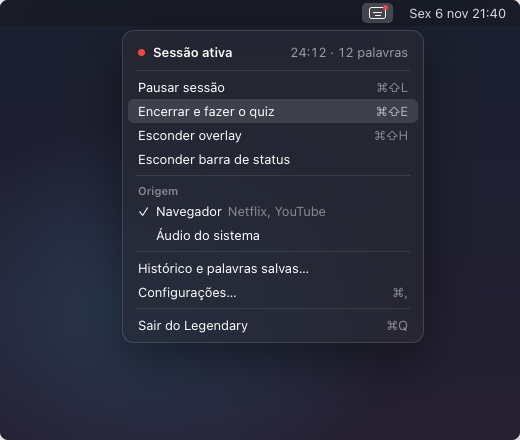 Sex 6 nov 21:40
Sessão ativa 24:12 · 12 palavras
Pausar sessão ⌘⇧L
Encerrar e fazer o quiz ⌘⇧E
Esconder overlay ⌘⇧H
Esconder barra de status
Origem
✓ Navegador Netflix, YouTube
Áudio do sistema
Histórico e palavras salvas...
Configurações... ⌘,
Sair do Legendary ⌘Q